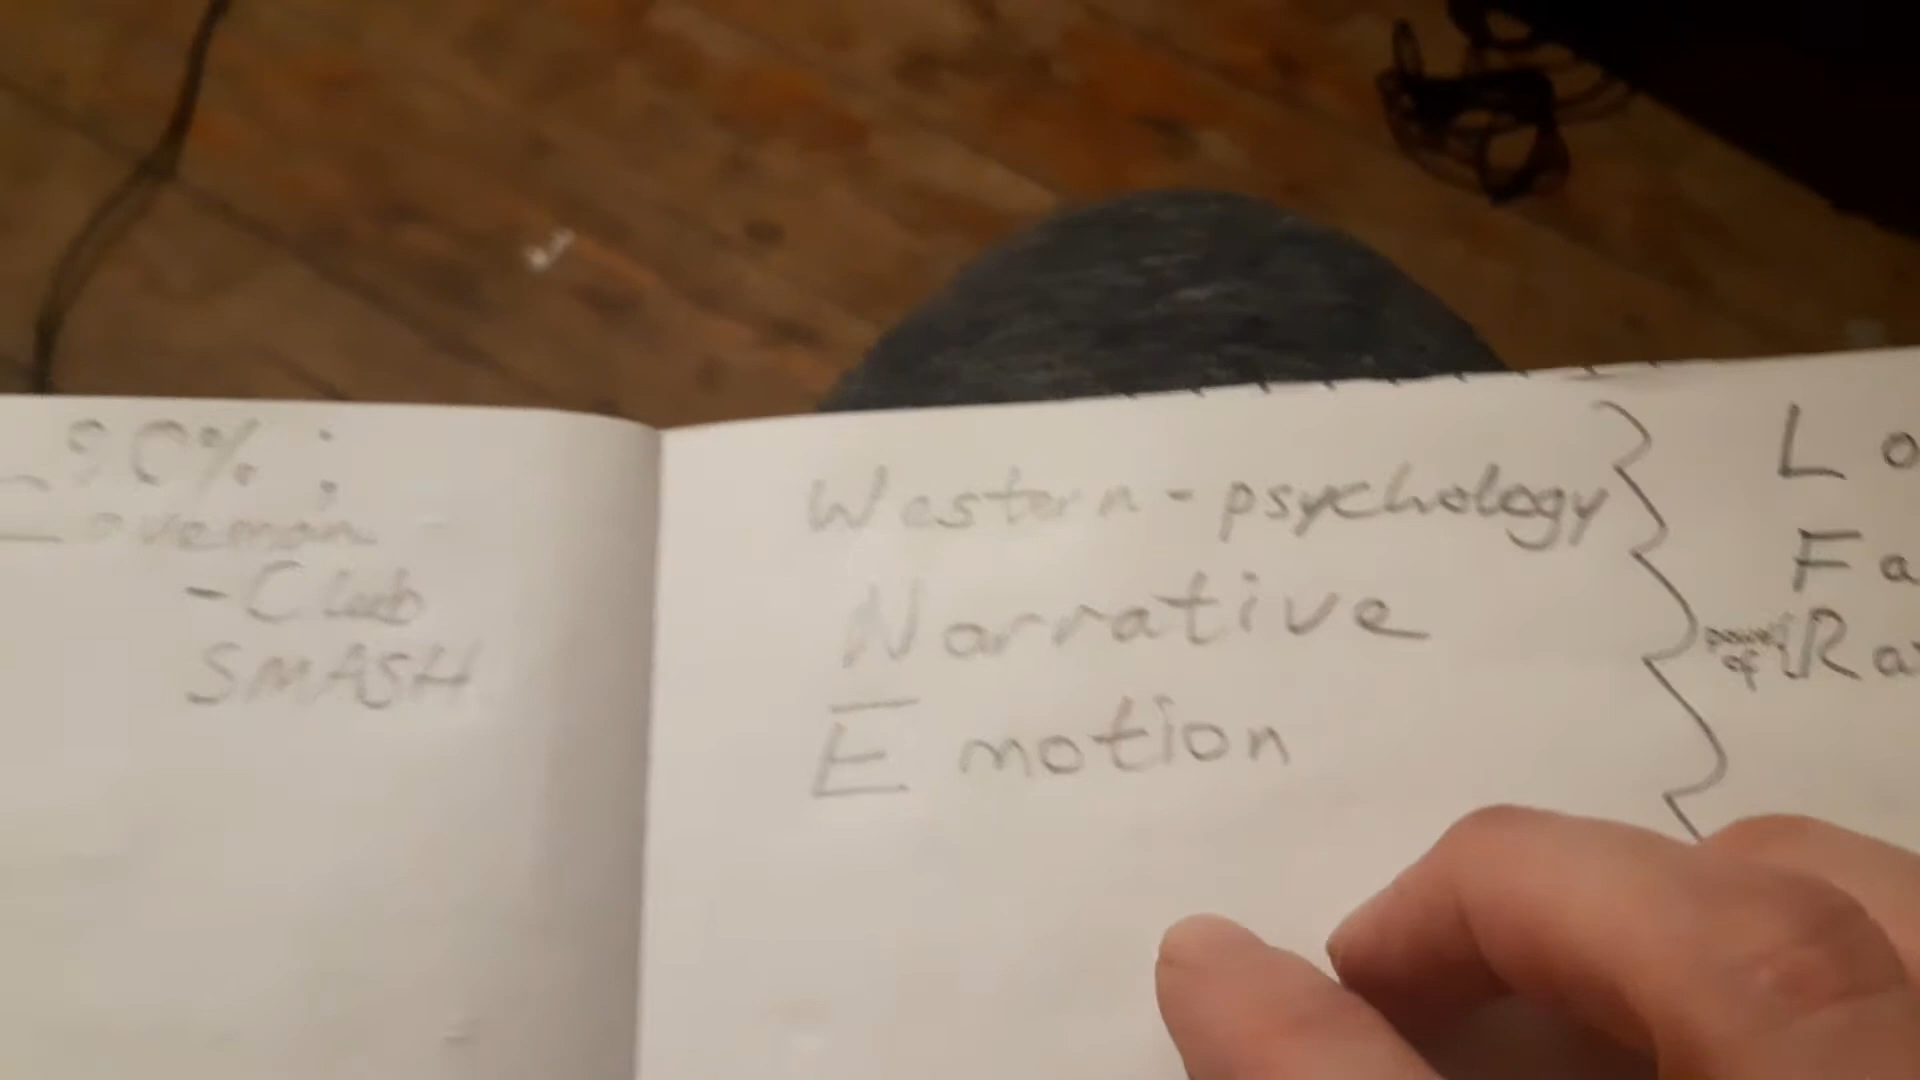 90% :
- Club
SMASH
Western-psychology
Narrative
Emotion
Lo
Fa
power of {Ra